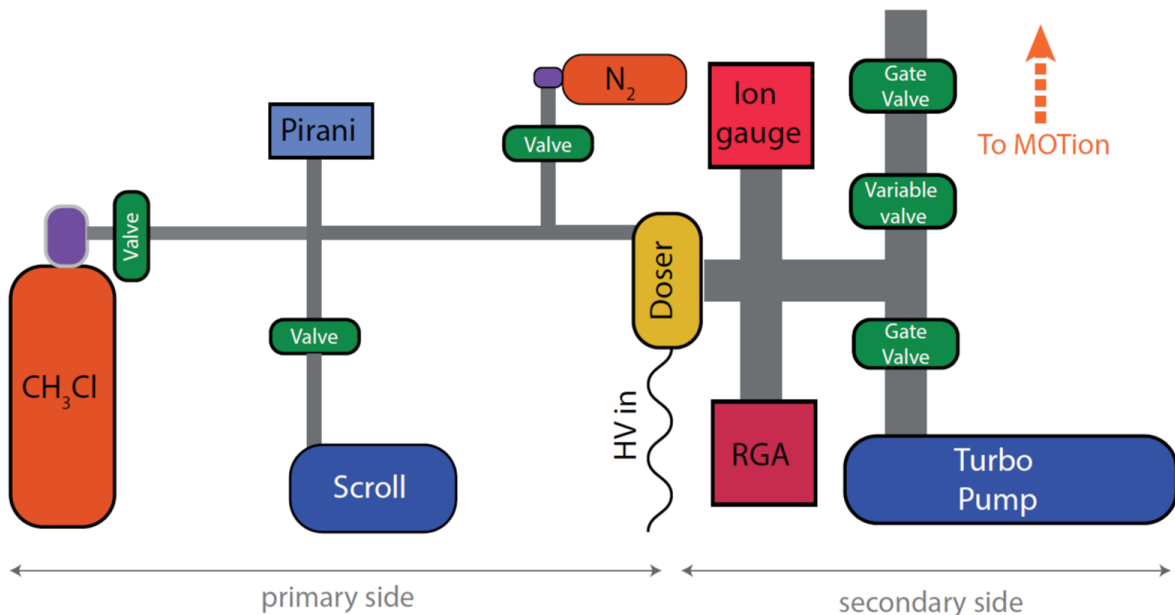 N₂
Ion
gauge
Gate
Valve
Pirani
Valve
To MOTion
Variable
valve
Valve
Doser
Valve
Gate
Valve
CH₃Cl
HV in
RGA
Scroll
Turbo
Pump
primary side
secondary side